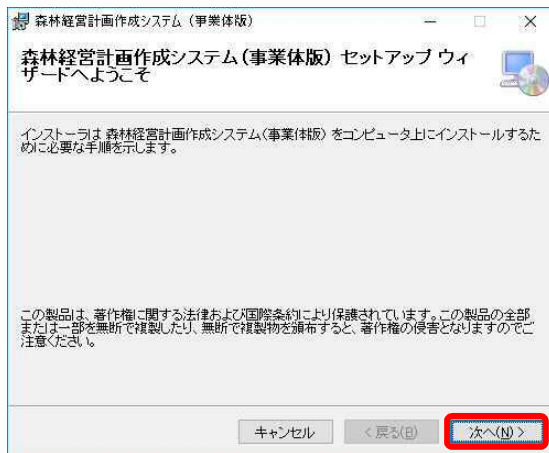 森林経営計画作成システム（事業体版）
森林経営計画作成システム(事業体版) セットアップ ウィ
ザードへようこそ
インストーラは 森林経営計画作成システム(事業体版) をコンピュータ上にインストールするた
めに必要な手順を示します。
この製品は、著作権に関する法律および国際条約により保護されています。この製品の全部
または一部を無断で複製したり、無断で複製物を頒布すると、著作権の侵害となりますのでご
注意ください。
キャンセル
< 戻る(B)
次へ(N) >